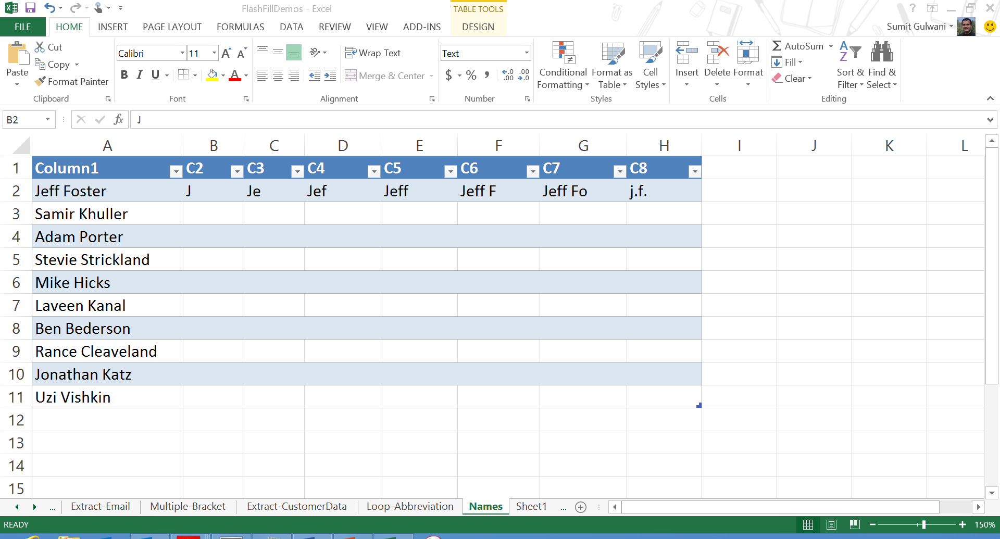 FlashFillDemos - Excel
TABLE TOOLS
?
FILE HOME INSERT PAGE LAYOUT FORMULAS DATA REVIEW VIEW ADD-INS DESIGN
Sumit Gulwani
Paste
Cut
Copy
Format Painter
Clipboard
Calibri 11 A A
B I U A
Font
Wrap Text
Merge & Center
Alignment
Text
$ % , .0 .00 .00 .0
Number
Conditional Formatting
Format as Table
Cell Styles
Styles
Insert Delete Format
Cells
AutoSum
Fill
Clear
Sort & Filter
Find & Select
Editing
B2 fx J
A B C D E F G H I J K L
1 Column1 C2 C3 C4 C5 C6 C7 C8
2 Jeff Foster J Je Jef Jeff Jeff F Jeff Fo j.f.
3 Samir Khuller
4 Adam Porter
5 Stevie Strickland
6 Mike Hicks
7 Laveen Kanal
8 Ben Bederson
9 Rance Cleaveland
10 Jonathan Katz
11 Uzi Vishkin
12
13
14
15
... Extract-Email Multiple-Bracket Extract-CustomerData Loop-Abbreviation Names Sheet1 ...
READY 150%